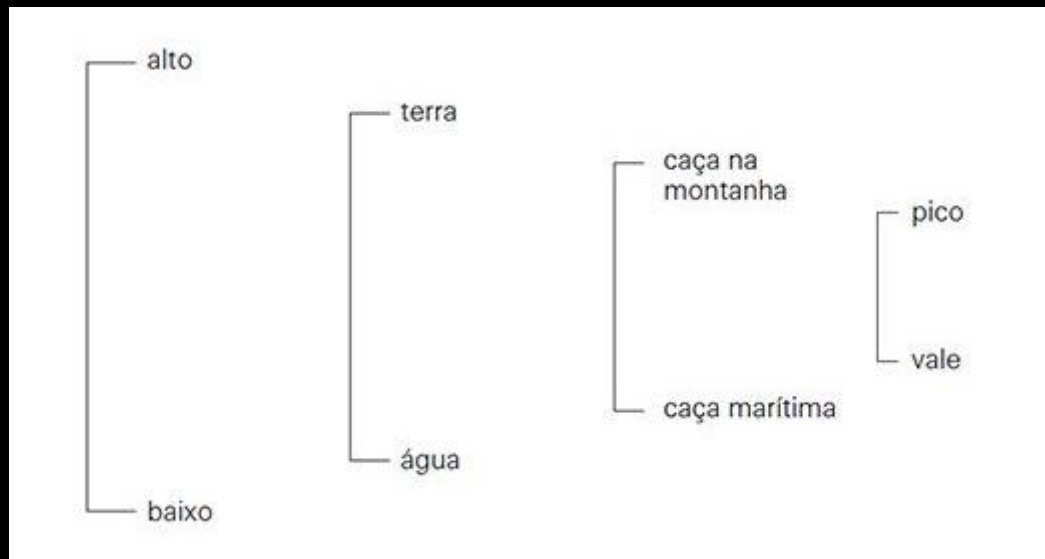 alto
terra
caça na
montanha
pico
vale
caça marítima
água
baixo